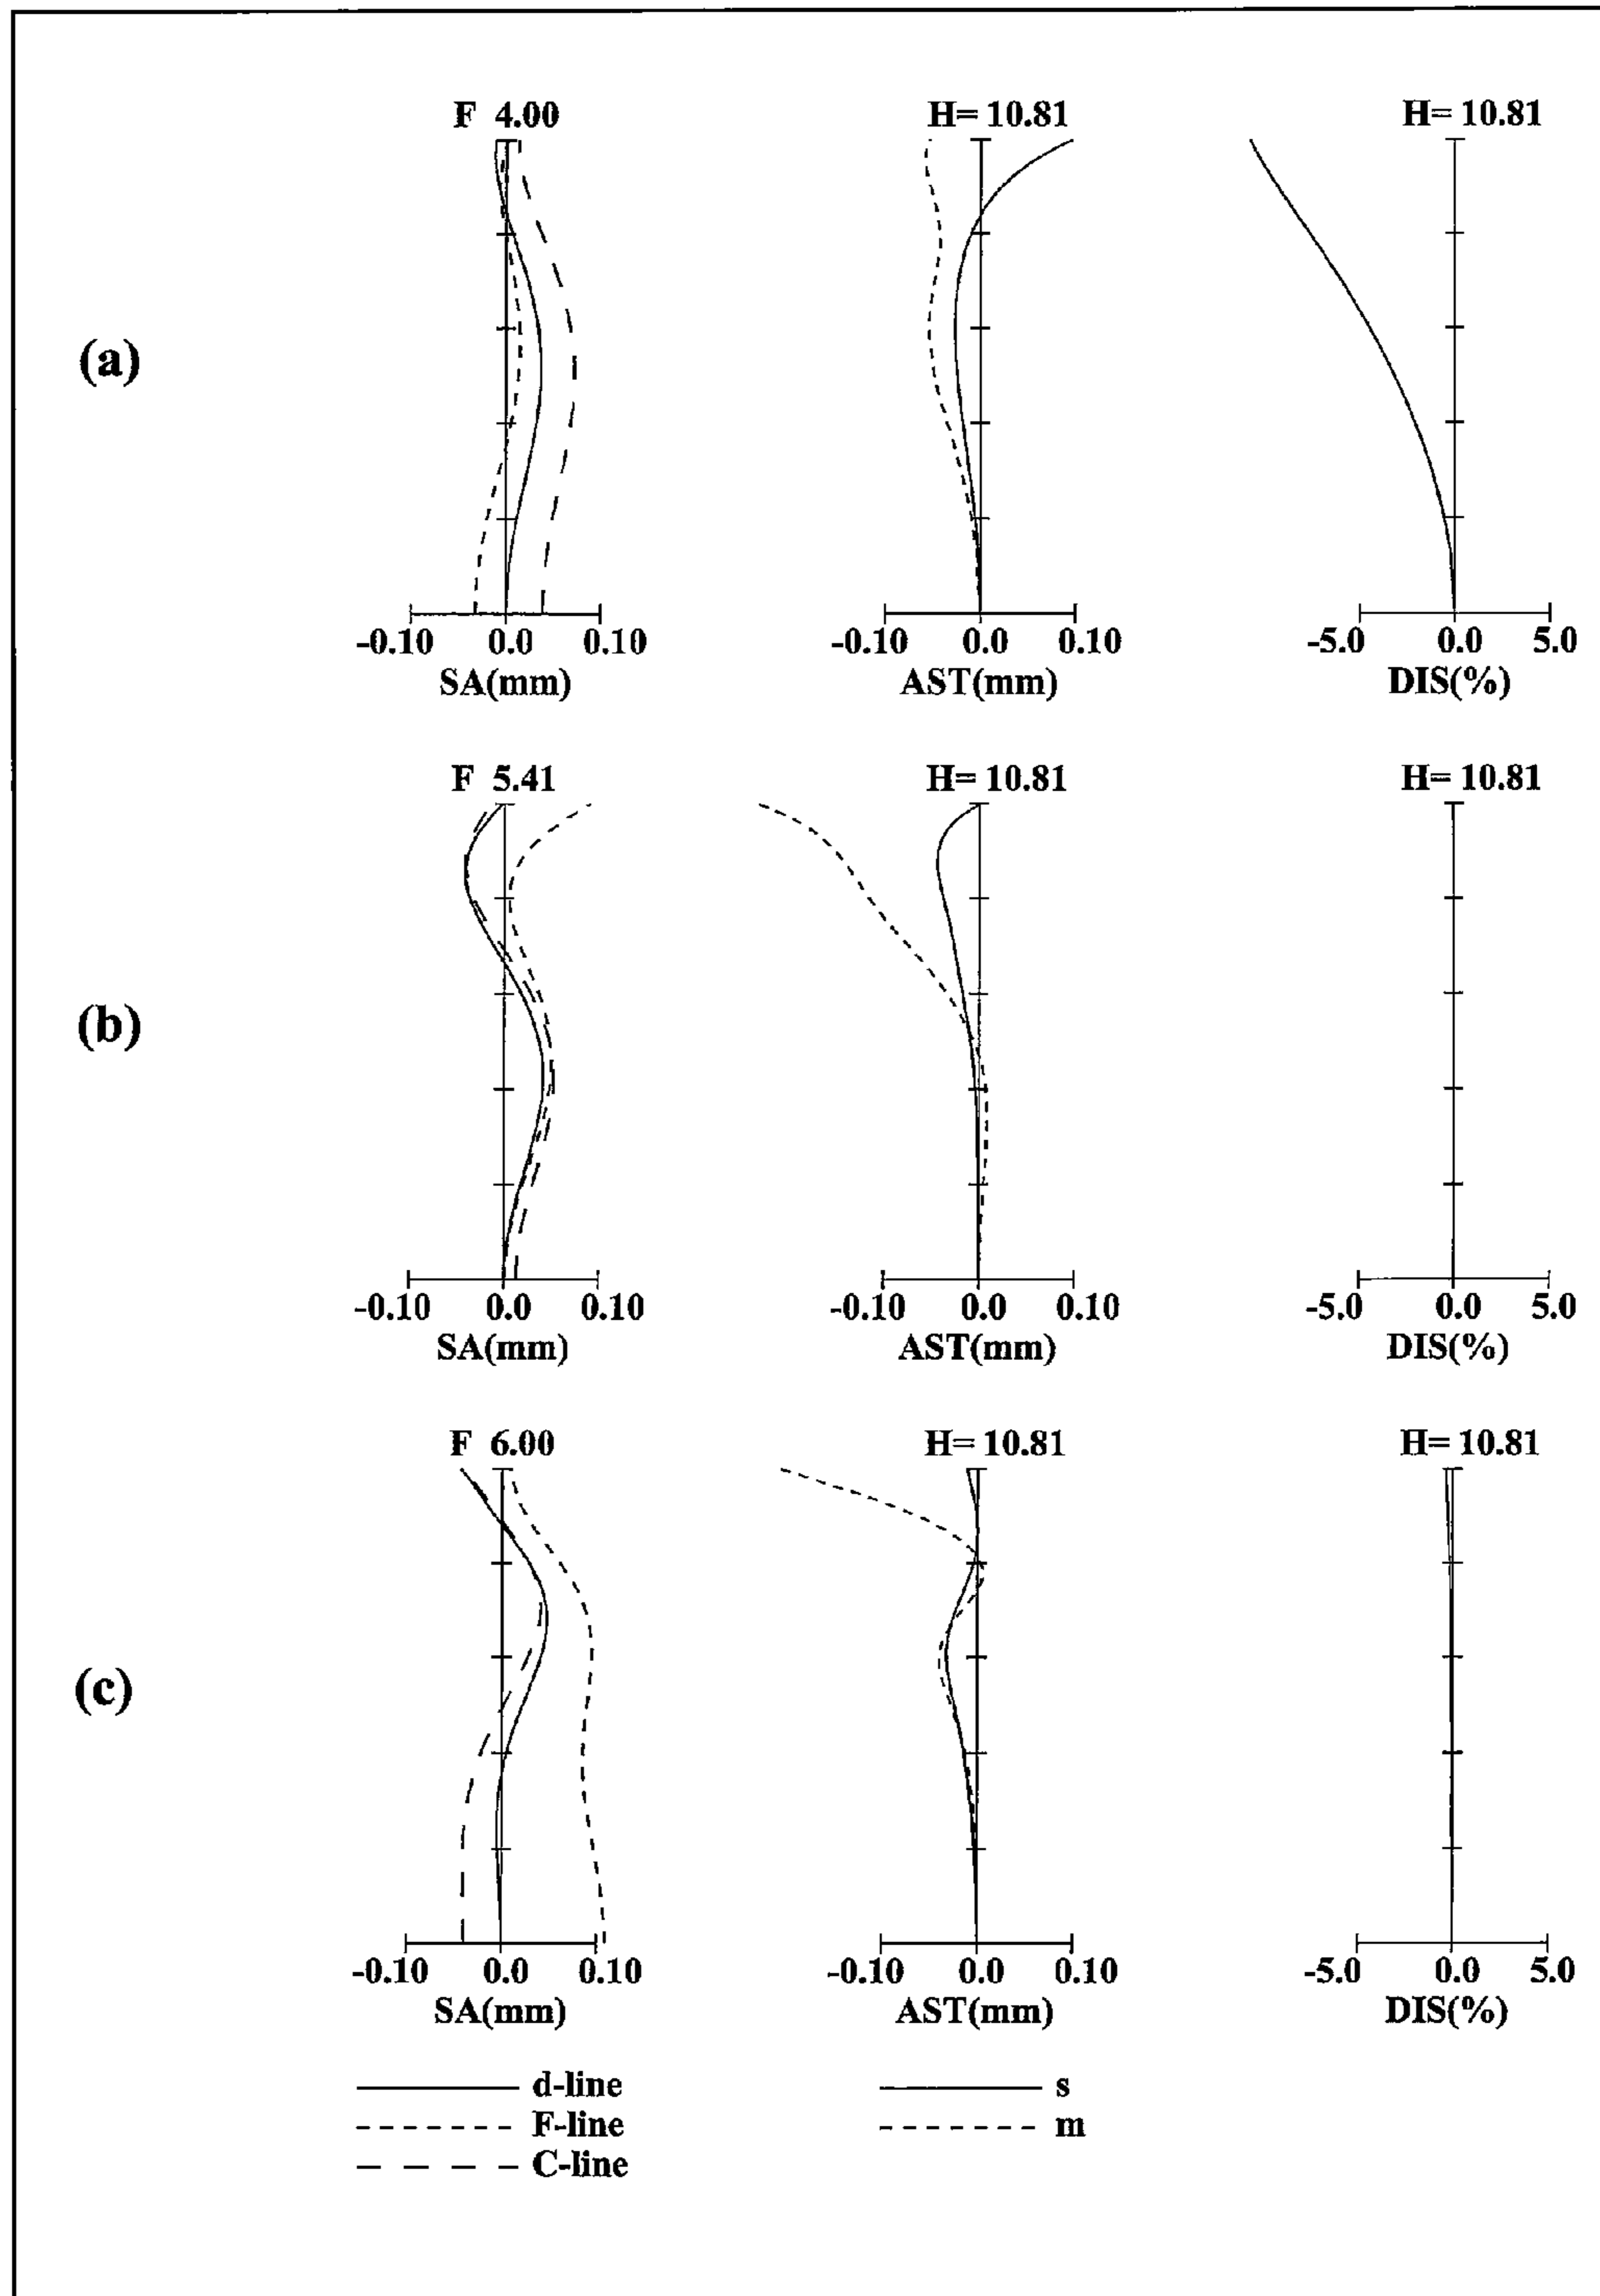 F 4.00 H= 10.81 H= 10.81
(a)
-0.10 0.0 0.10 -0.10 0.0 0.10 -5.0 0.0 5.0
SA(mm) AST(mm) DIS(%)
F 5.41 H= 10.81 H= 10.81
(b)
-0.10 0.0 0.10 -0.10 0.0 0.10 -5.0 0.0 5.0
SA(mm) AST(mm) DIS(%)
F 6.00 H= 10.81 H= 10.81
(c)
-0.10 0.0 0.10 -0.10 0.0 0.10 -5.0 0.0 5.0
SA(mm) AST(mm) DIS(%)
d-line s
F-line m
C-line